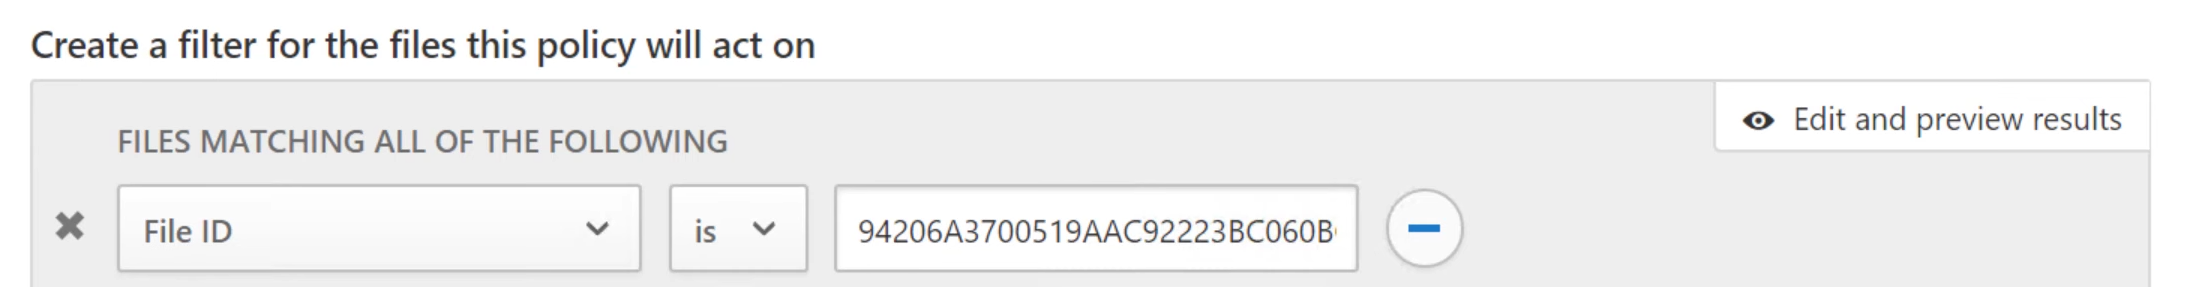 Create a filter for the files this policy will act on
Edit and preview results
FILES MATCHING ALL OF THE FOLLOWING
File ID is 94206A3700519AAC92223BC060B